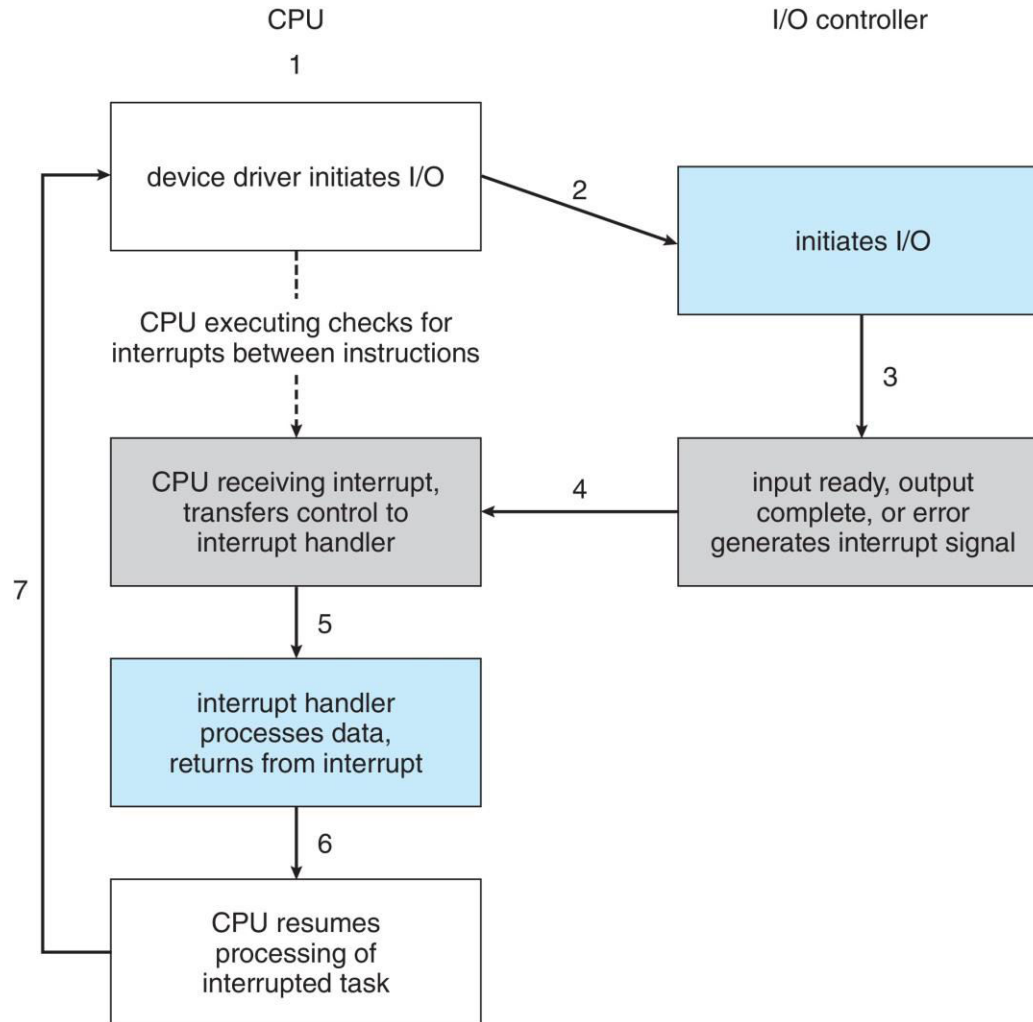 CPU
I/O controller
1
device driver initiates I/O
2
initiates I/O
CPU executing checks for
interrupts between instructions
3
CPU receiving interrupt,
transfers control to
interrupt handler
4
input ready, output
complete, or error
generates interrupt signal
7
5
interrupt handler
processes data,
returns from interrupt
6
CPU resumes
processing of
interrupted task